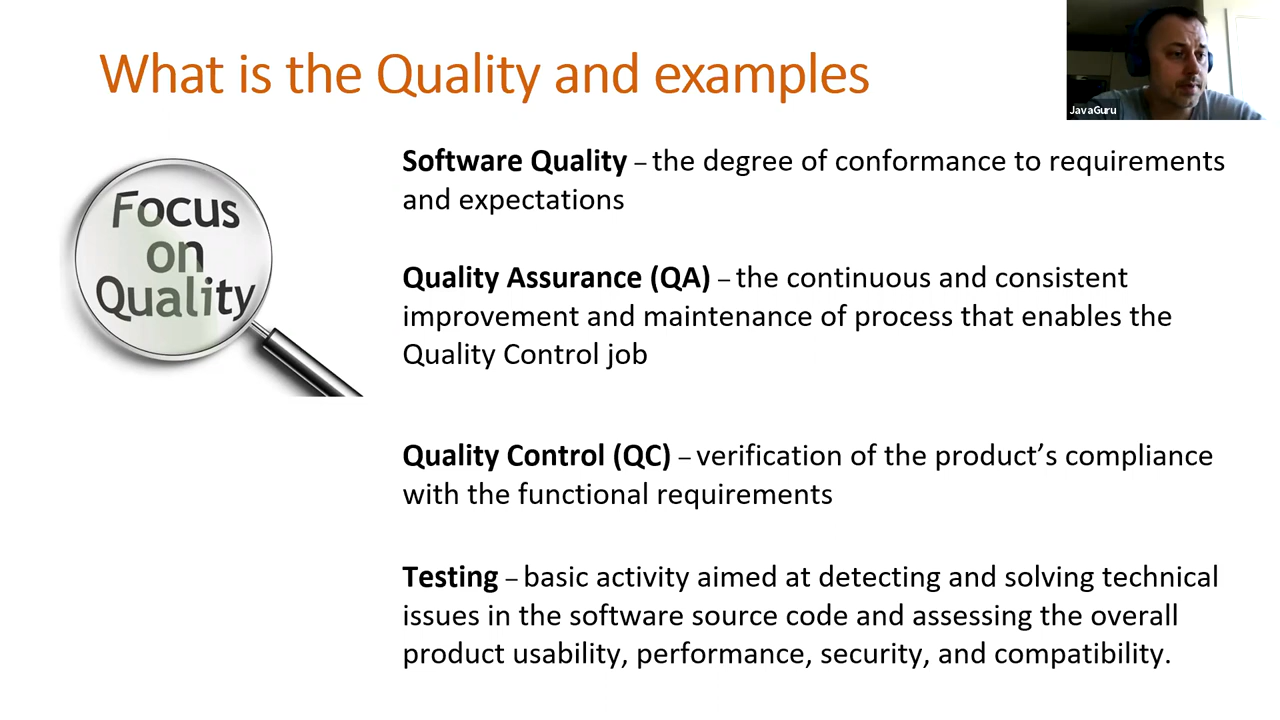 What is the Quality and examples
JavaGuru
Focus
on
Quality
Software Quality – the degree of conformance to requirements
and expectations
Quality Assurance (QA) – the continuous and consistent
improvement and maintenance of process that enables the
Quality Control job
Quality Control (QC) – verification of the product’s compliance
with the functional requirements
Testing – basic activity aimed at detecting and solving technical
issues in the software source code and assessing the overall
product usability, performance, security, and compatibility.